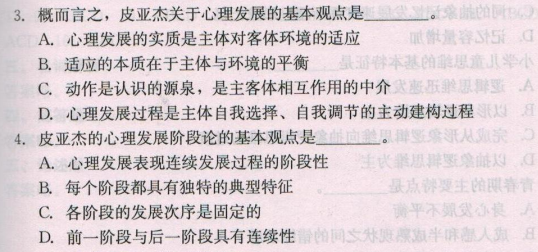 3. 概而言之，皮亚杰关于心理发展的基本观点是________。
A. 心理发展的实质是主体对客体环境的适应
B. 适应的本质在于主体与环境的平衡
C. 动作是认识的源泉，是主客体相互作用的中介
D. 心理发展过程是主体自我选择、自我调节的主动建构过程
4. 皮亚杰的心理发展阶段论的基本观点是________。
A. 心理发展表现连续发展过程的阶段性
B. 每个阶段都具有独特的典型特征
C. 各阶段的发展次序是固定的
D. 前一阶段与后一阶段具有连续性